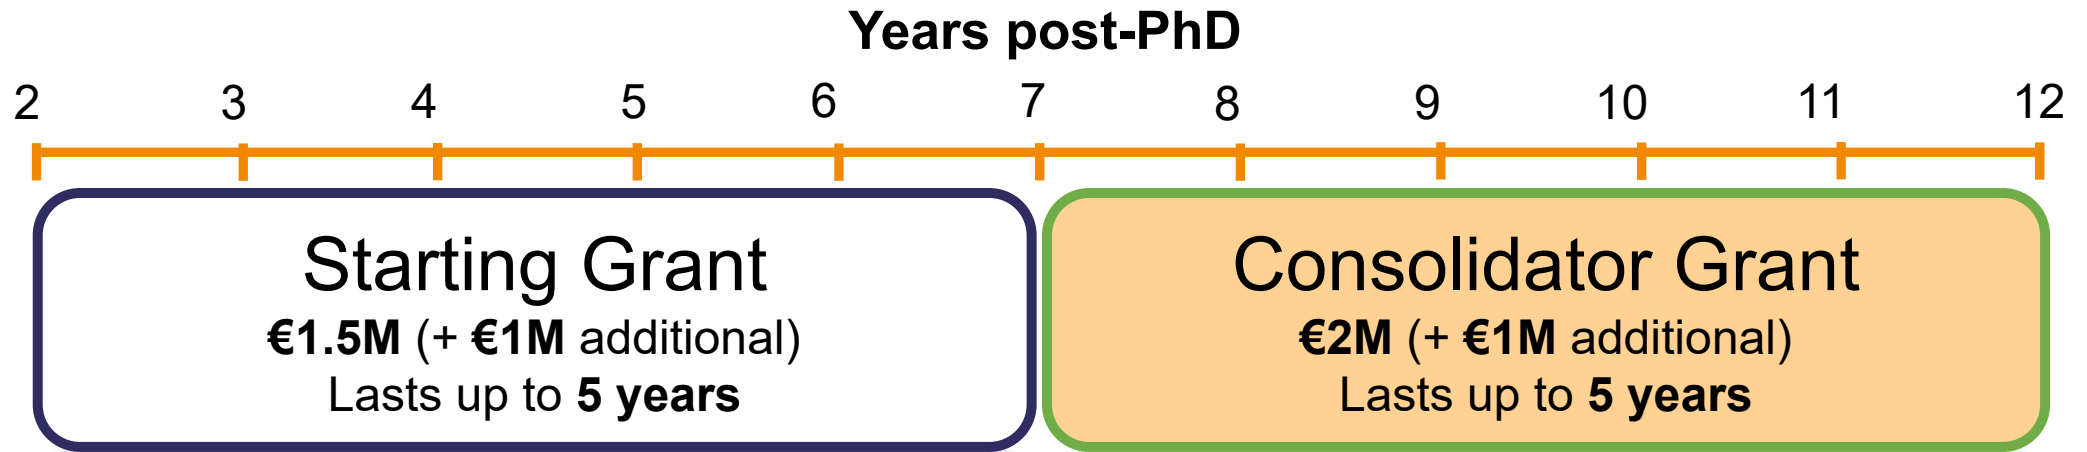 Years post-PhD
2 3 4 5 6 7 8 9 10 11 12
Starting Grant
€1.5M (+ €1M additional)
Lasts up to 5 years
Consolidator Grant
€2M (+ €1M additional)
Lasts up to 5 years